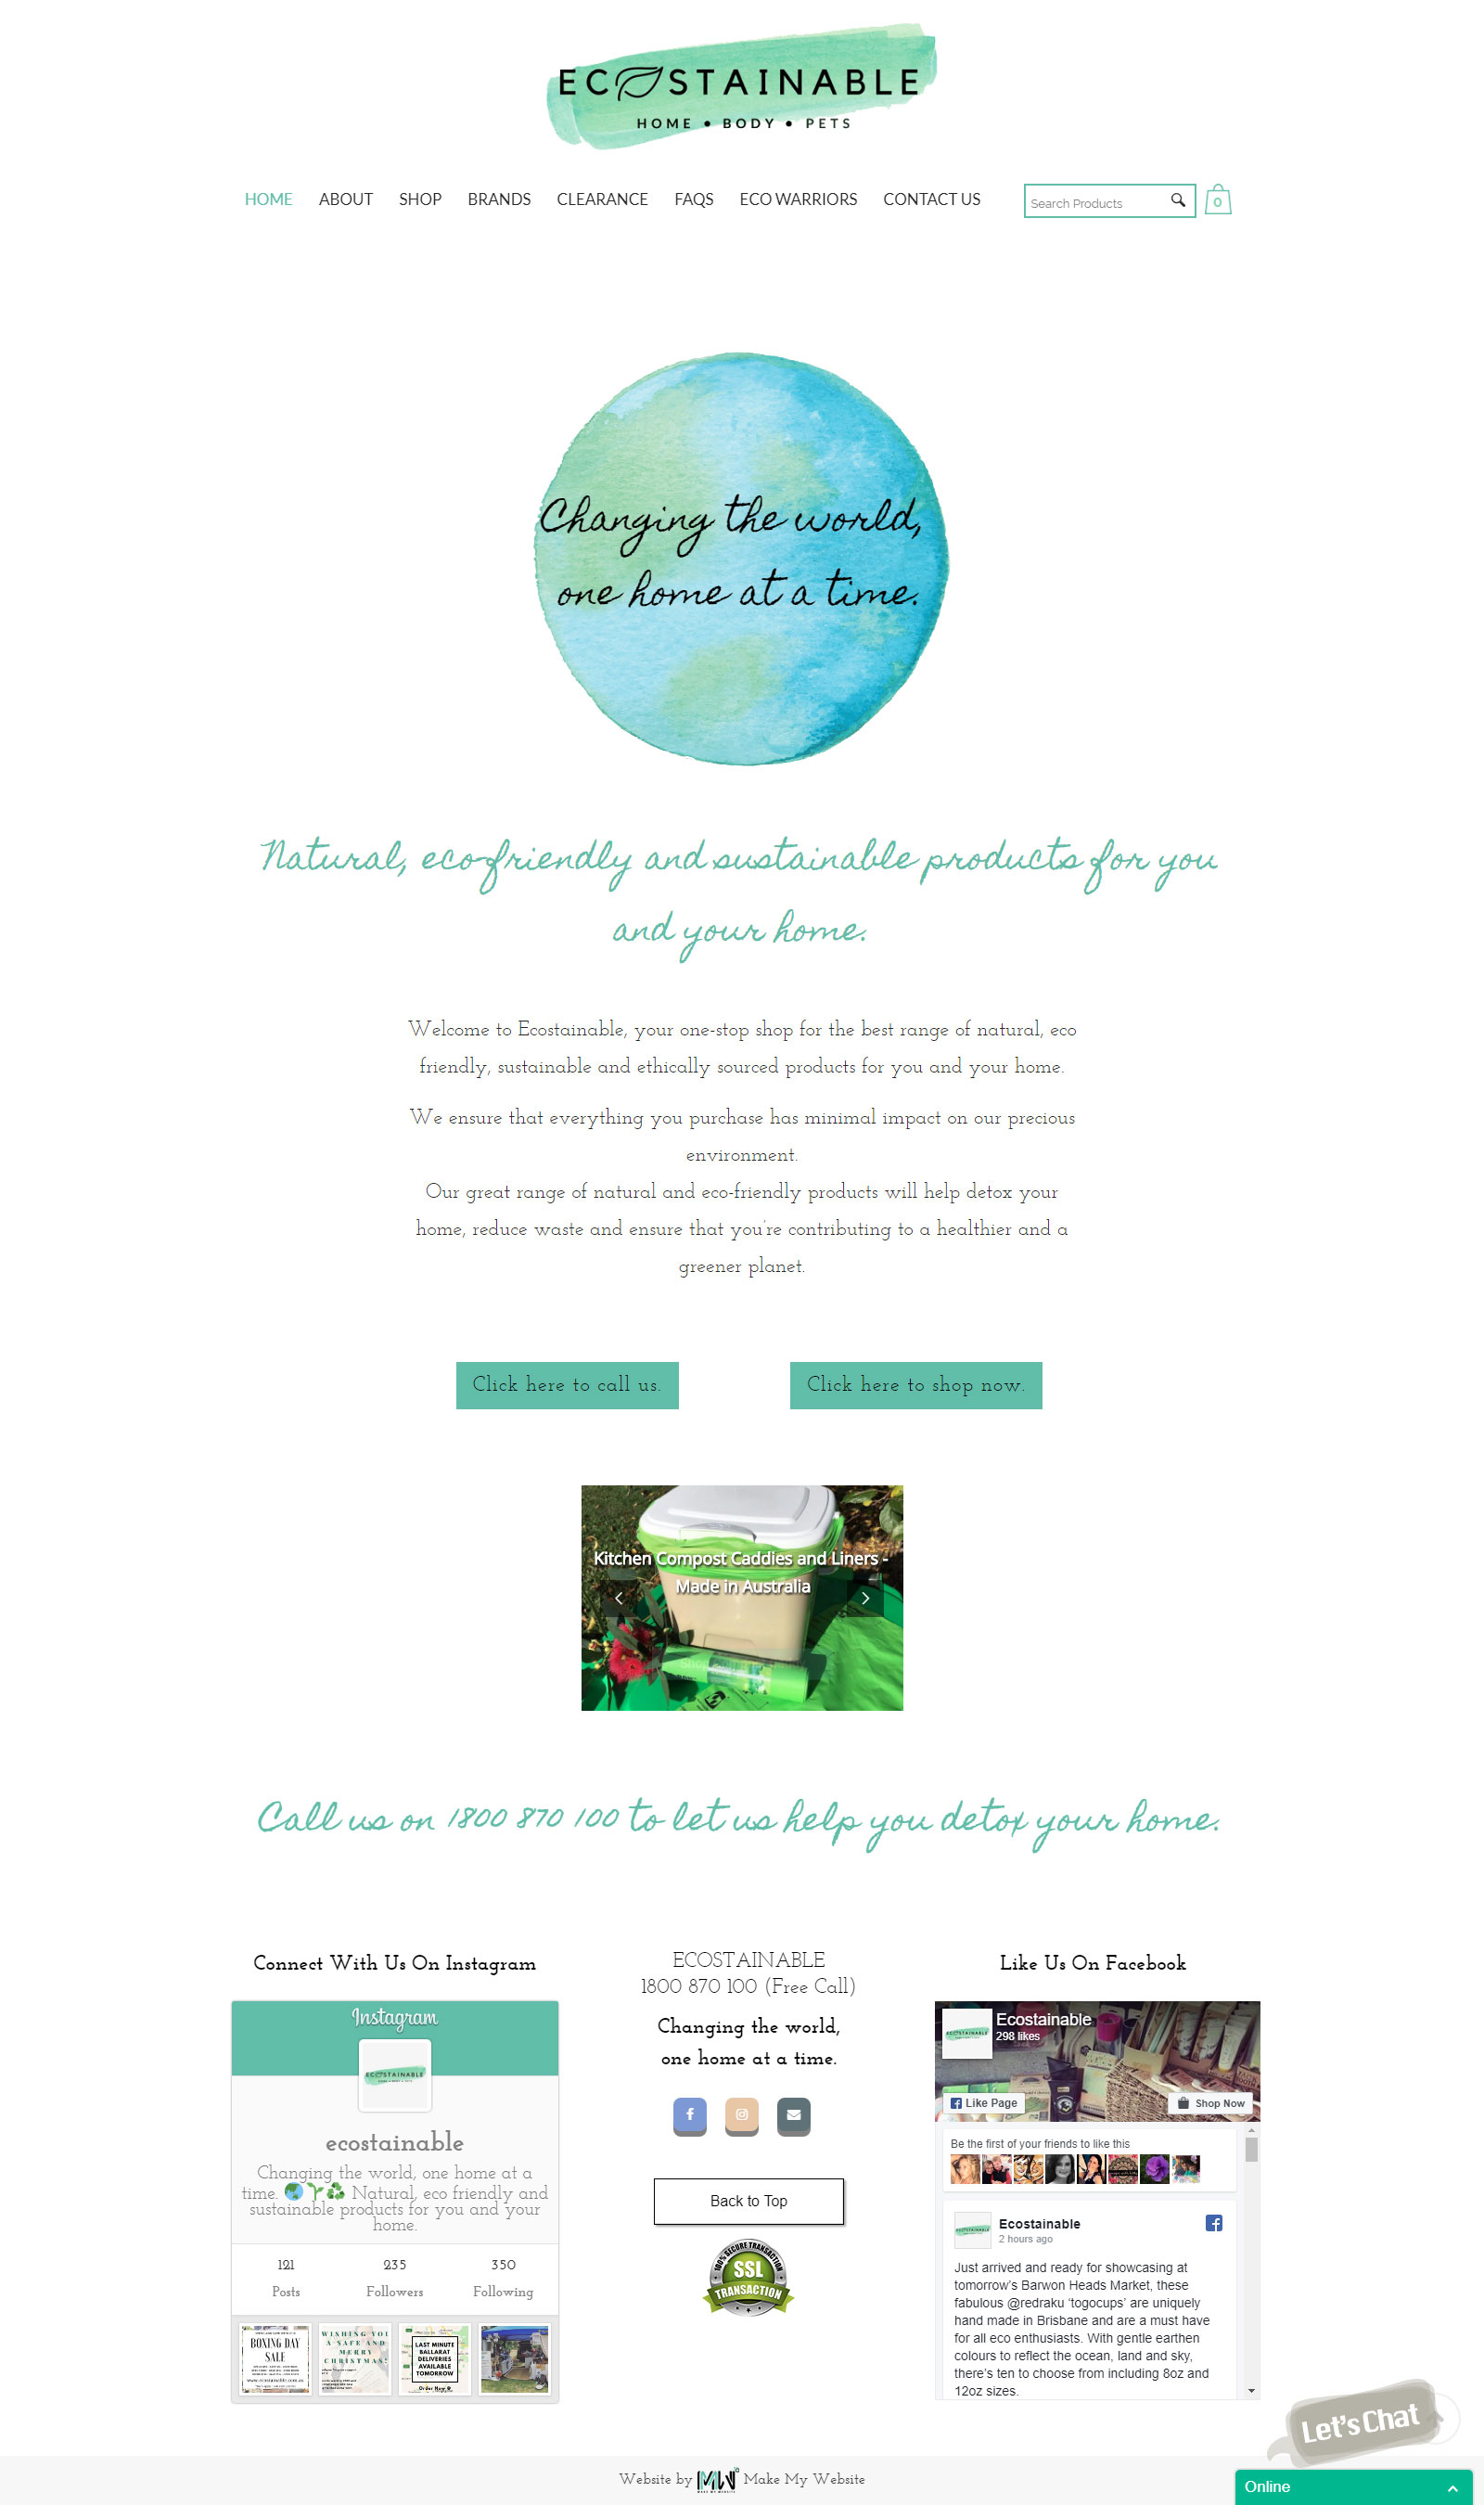 ECOSTAINABLE
HOME • BODY • PETS
HOME ABOUT SHOP BRANDS CLEARANCE FAQS ECO WARRIORS CONTACT US
Search Products
0
Changing the world,
one home at a time.
Natural, eco-friendly and sustainable products for you
and your home.
Welcome to Ecostainable, your one-stop shop for the best range of natural, eco
friendly, sustainable and ethically sourced products for you and your home.
We ensure that everything you purchase has minimal impact on our precious
environment.
Our great range of natural and eco-friendly products will help detox your
home, reduce waste and ensure that you're contributing to a healthier and a
greener planet.
Click here to call us.
Click here to shop now.
Kitchen Compost Caddies and Liners -
Made in Australia
Call us on 1800 870 100 to let us help you detox your home.
Connect With Us On Instagram
Instagram
ECOSTAINABLE
ecostainable
Changing the world, one home at a
time. 🌏🌱♻ Natural, eco friendly and
sustainable products for you and your
home.
121 235 350
Posts Followers Following
BOXING DAY
SALE
WISHING YOU
A SAFE AND
MERRY
CHRISTMAS!
LAST MINUTE
BALLARAT
DELIVERIES
AVAILABLE
TOMORROW
Order Now
ECOSTAINABLE
1800 870 100 (Free Call)
Changing the world,
one home at a time.
Back to Top
100% SECURE TRANSACTION
SSL
TRANSACTION
Like Us On Facebook
ECOSTAINABLE
Ecostainable
298 likes
Like Page
Shop Now
Be the first of your friends to like this
ECOSTAINABLE
Ecostainable
2 hours ago
Just arrived and ready for showcasing at
tomorrow's Barwon Heads Market, these
fabulous @redraku 'togocups' are uniquely
hand made in Brisbane and are a must have
for all eco enthusiasts. With gentle earthen
colours to reflect the ocean, land and sky,
there's ten to choose from including 8oz and
12oz sizes.
Let's Chat
Website by MMW Make My Website
Online